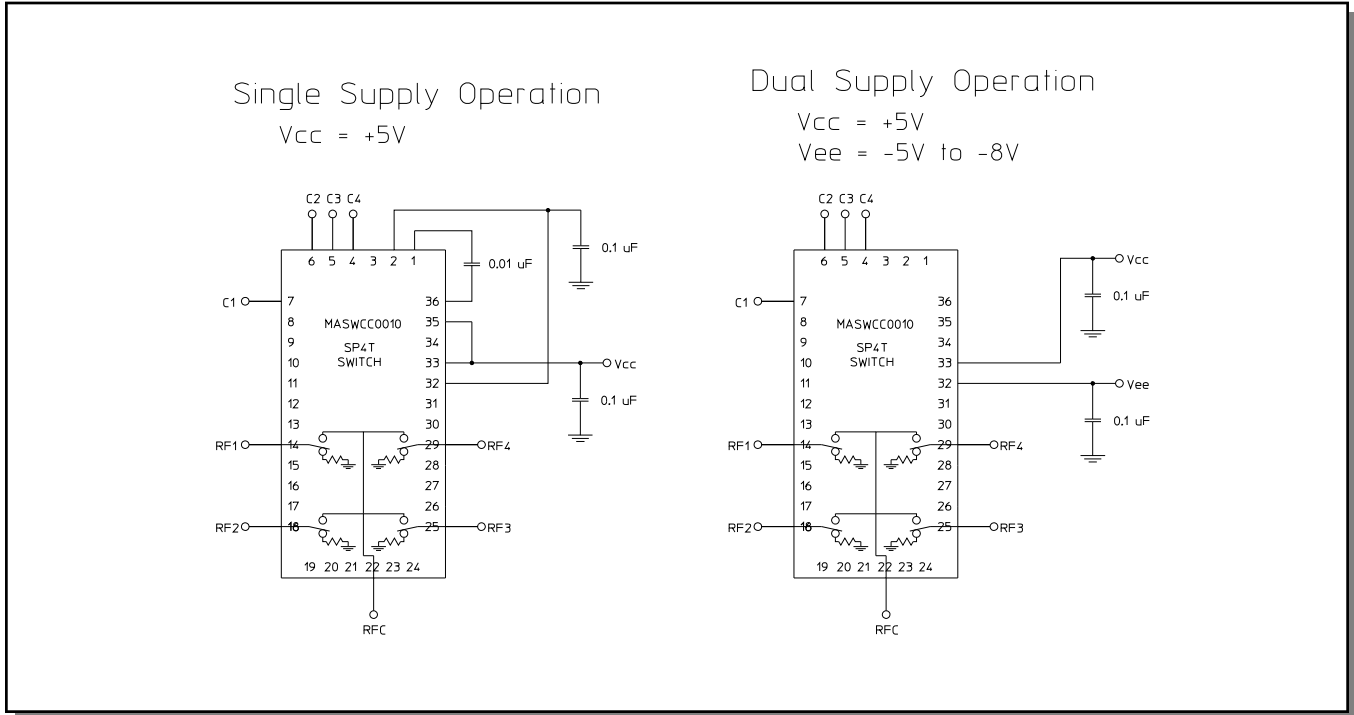 Single Supply Operation
Vcc = +5V
C2 C3 C4
6 5 4 3 2 1
0.1 uF
0.01 uF
C1
7
8
9
10
11
12
13
14
15
16
17
18
MASWCC0010
SP4T
SWITCH
36
35
34
33
32
31
30
29
28
27
26
25
Vcc
0.1 uF
RF1
RF4
RF2
RF3
19 20 21 22 23 24
RFC
Dual Supply Operation
Vcc = +5V
Vee = -5V to -8V
C2 C3 C4
6 5 4 3 2 1
C1
7
8
9
10
11
12
13
14
15
16
17
18
MASWCC0010
SP4T
SWITCH
36
35
34
33
32
31
30
29
28
27
26
25
Vcc
0.1 uF
Vee
0.1 uF
RF1
RF4
RF2
RF3
19 20 21 22 23 24
RFC